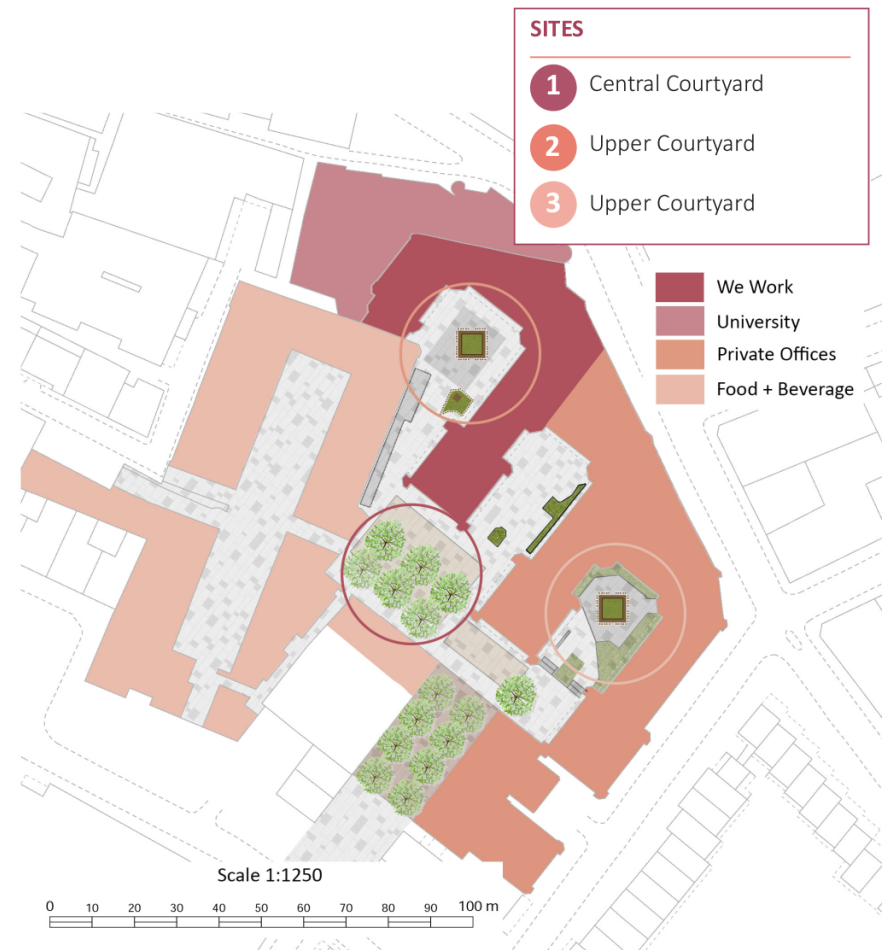 SITES
1 Central Courtyard
2 Upper Courtyard
3 Upper Courtyard
We Work
University
Private Offices
Food + Beverage
Scale 1:1250
0 10 20 30 40 50 60 70 80 90 100 m